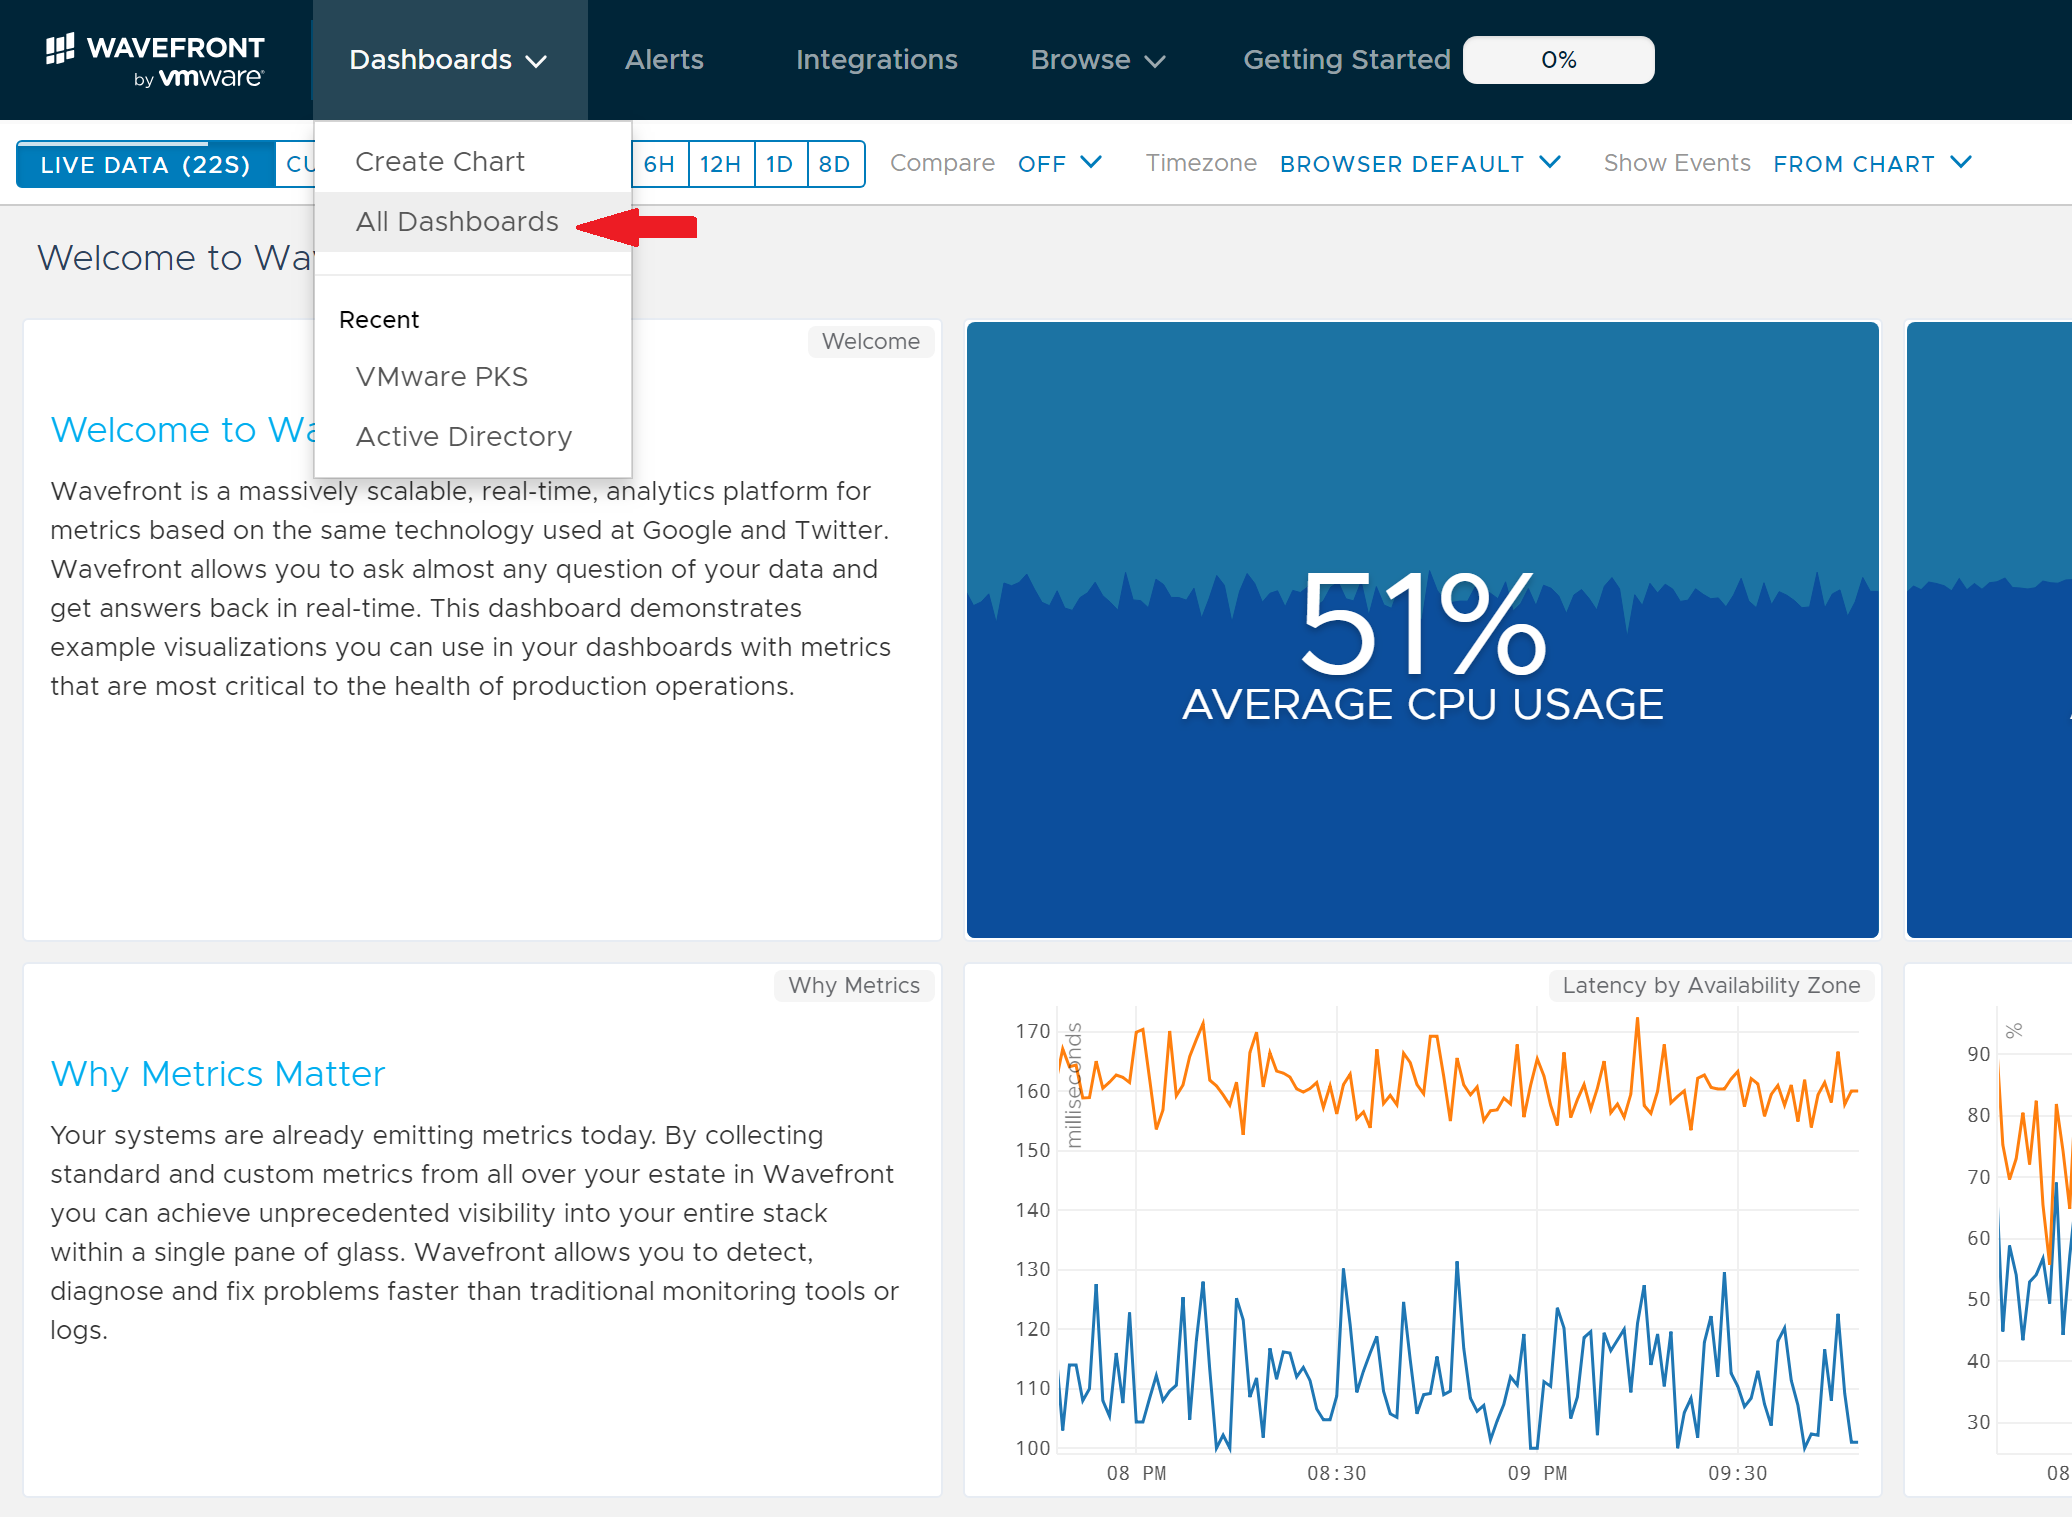 WAVEFRONT
by vmware
Dashboards
Alerts
Integrations
Browse
Getting Started
0%
LIVE DATA (22S)
6H
12H
1D
8D
Compare
OFF
Timezone
BROWSER DEFAULT
Show Events
FROM CHART
Create Chart
All Dashboards
Recent
VMware PKS
Active Directory
Welcome to
Welcome
Welcome to
Wavefront is a massively scalable, real-time, analytics platform for
metrics based on the same technology used at Google and Twitter.
Wavefront allows you to ask almost any question of your data and
get answers back in real-time. This dashboard demonstrates
example visualizations you can use in your dashboards with metrics
that are most critical to the health of production operations.
51%
AVERAGE CPU USAGE
Why Metrics
Why Metrics Matter
Your systems are already emitting metrics today. By collecting
standard and custom metrics from all over your estate in Wavefront
you can achieve unprecedented visibility into your entire stack
within a single pane of glass. Wavefront allows you to detect,
diagnose and fix problems faster than traditional monitoring tools or
logs.
Latency by Availability Zone
milliseconds
170
160
150
140
130
120
110
100
08 PM
08:30
09 PM
09:30
%
90
80
70
60
50
40
30
08